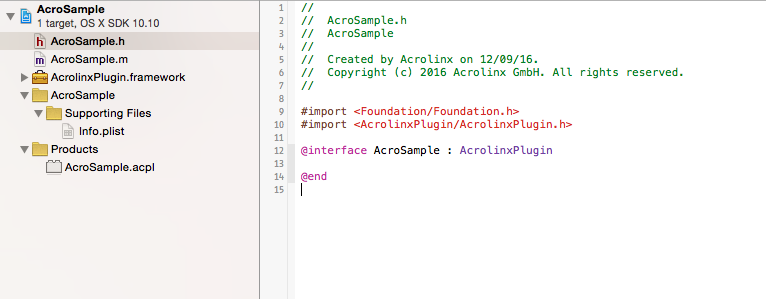 AcroSample
1 target, OS X SDK 10.10
h AcroSample.h
m AcroSample.m
AcrolinxPlugin.framework
AcroSample
Supporting Files
Info.plist
Products
AcroSample.acpl
1 //
2 //  AcroSample.h
3 //  AcroSample
4 //
5 //  Created by Acrolinx on 12/09/16.
6 //  Copyright (c) 2016 Acrolinx GmbH. All rights reserved.
7 //
8
9 #import <Foundation/Foundation.h>
10 #import <AcrolinxPlugin/AcrolinxPlugin.h>
11
12 @interface AcroSample : AcrolinxPlugin
13
14 @end
15